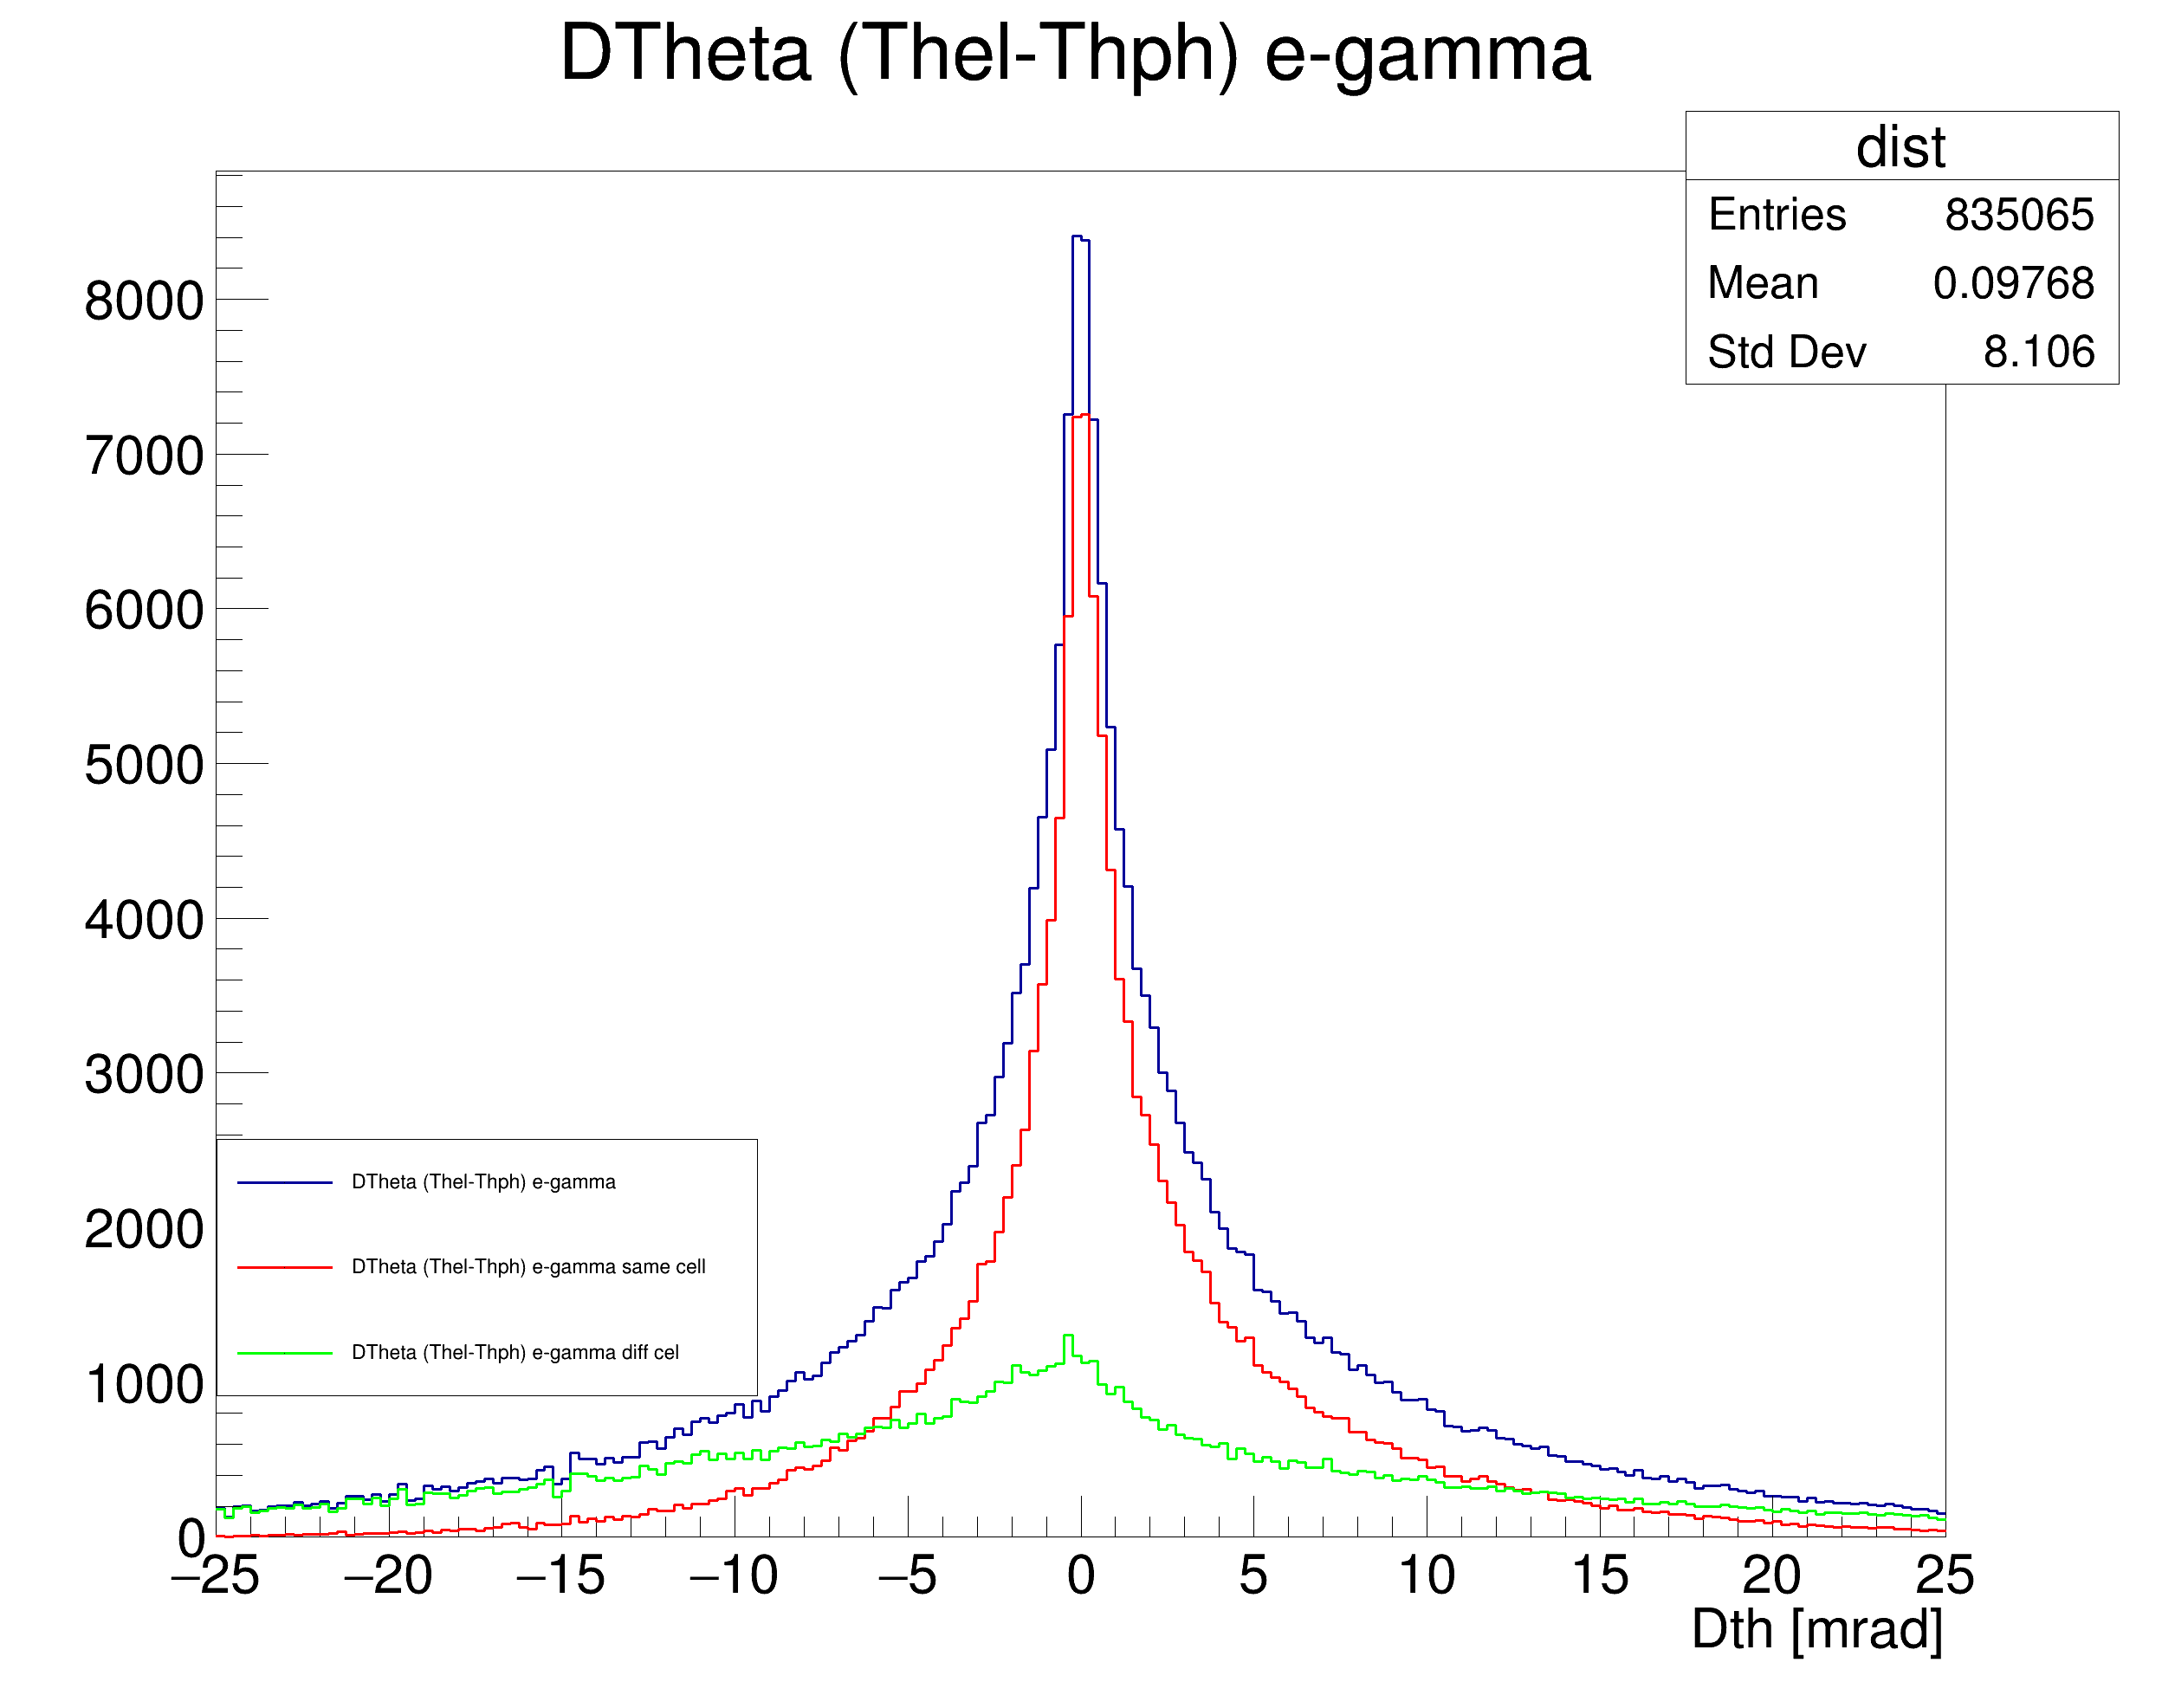 DTheta (Thel-Thph) e-gamma
dist
Entries 835065
Mean 0.09768
Std Dev 8.106
8000
7000
6000
5000
4000
3000
2000
1000
0
DTheta (Thel-Thph) e-gamma
DTheta (Thel-Thph) e-gamma same cell
DTheta (Thel-Thph) e-gamma diff cel
−25 −20 −15 −10 −5 0 5 10 15 20 25
Dth [mrad]